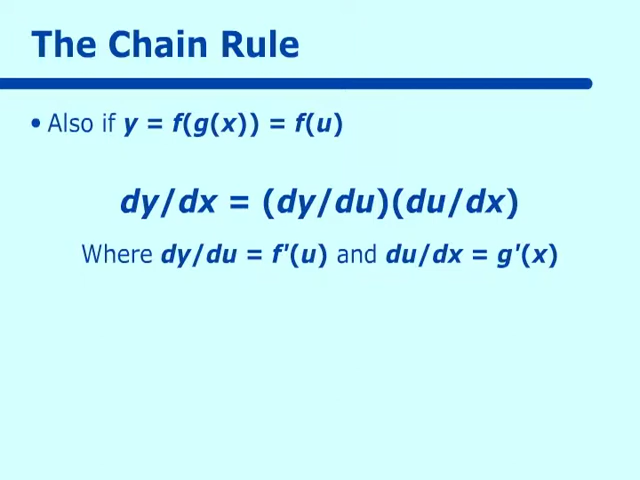 The Chain Rule
• Also if y = f(g(x)) = f(u)
dy/dx = (dy/du)(du/dx)
Where dy/du = f'(u) and du/dx = g'(x)